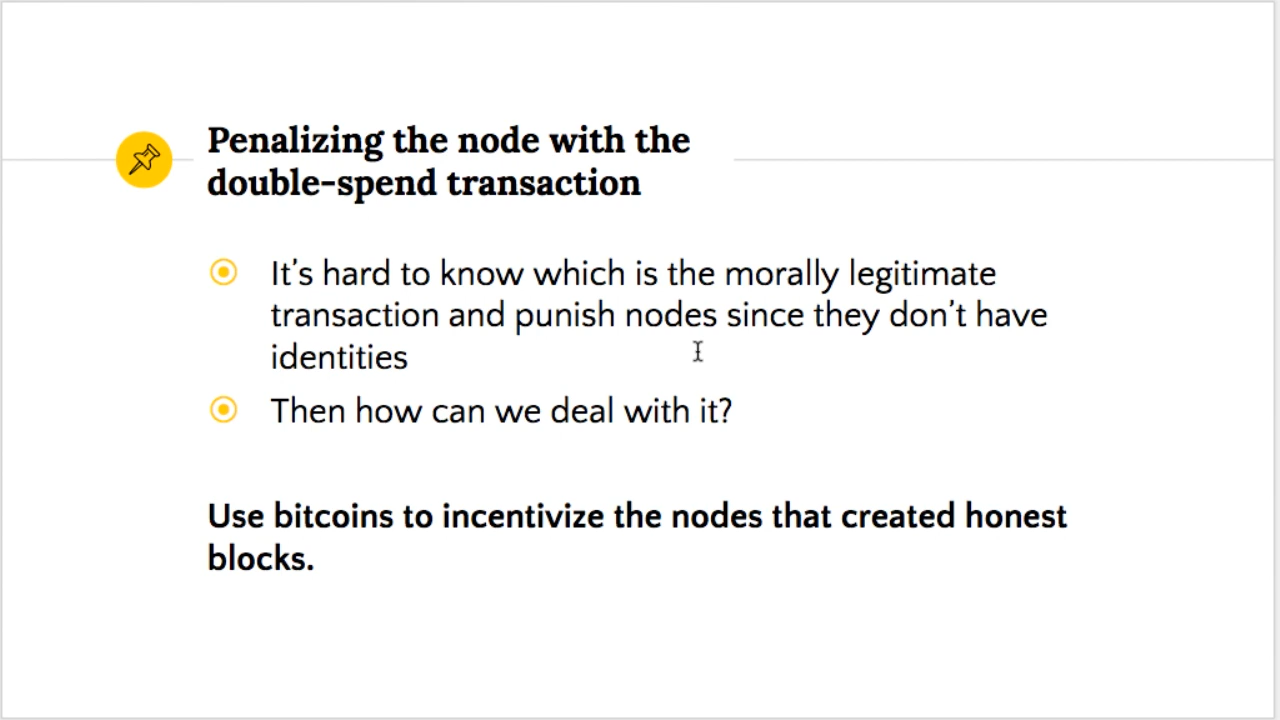 Penalizing the node with the
double-spend transaction
It’s hard to know which is the morally legitimate
transaction and punish nodes since they don’t have
identities
Then how can we deal with it?
Use bitcoins to incentivize the nodes that created honest
blocks.